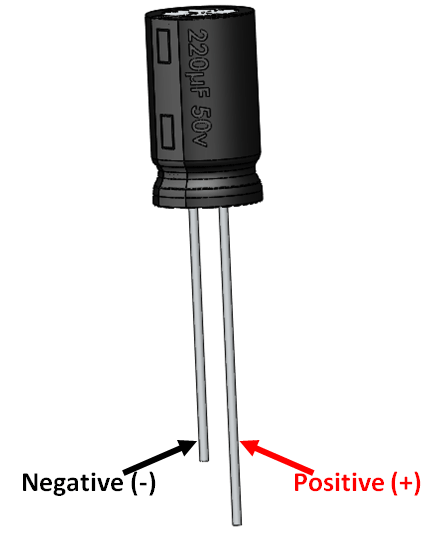 220µF 50v
Negative (-)
Positive (+)